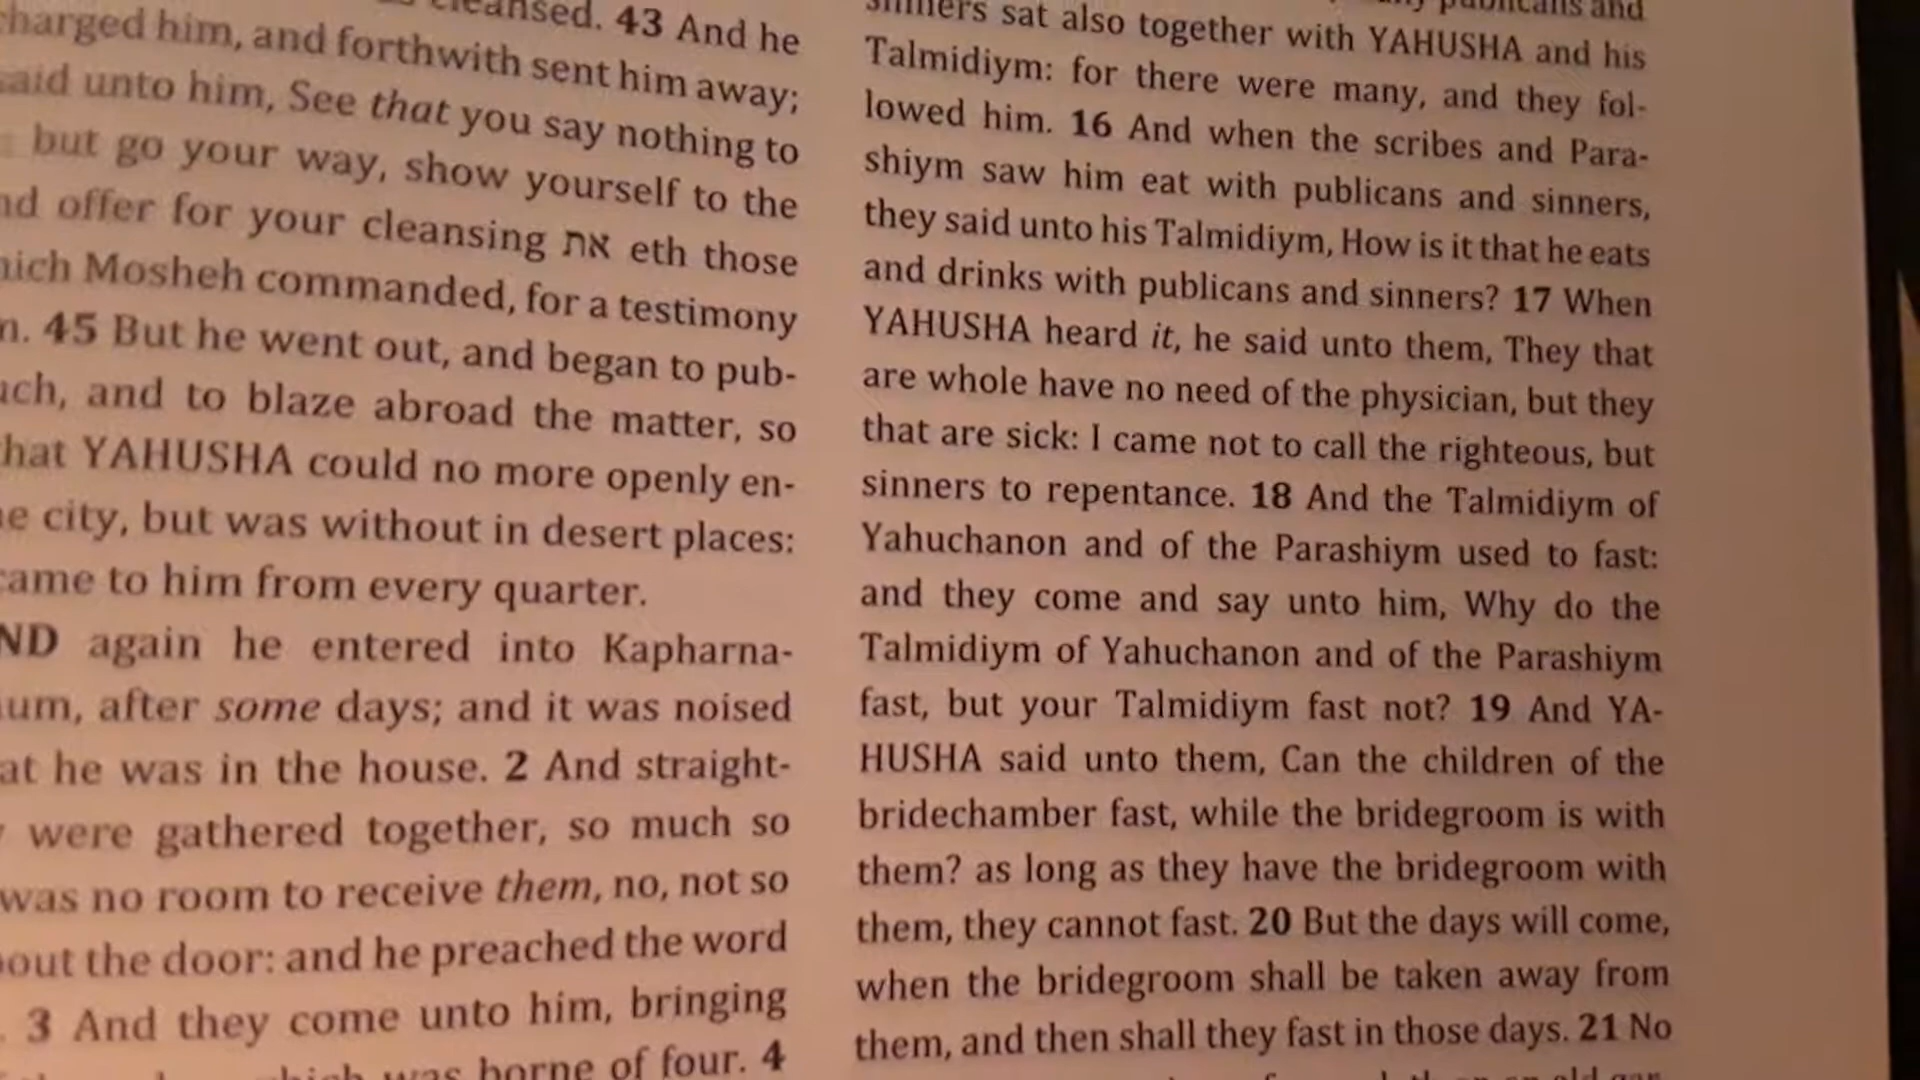 cleansed. 43 And he
him, and forthwith sent him away;
unto him, See that you say nothing to
but go your way, show yourself to the
offer for your cleansing את eth those
Mosheh commanded, for a testimony
45 But he went out, and began to pub-
and to blaze abroad the matter, so
YAHUSHA could no more openly en-
city, but was without in desert places:
to him from every quarter.
again he entered into Kapharna-
um, after some days; and it was noised
he was in the house. 2 And straight-
were gathered together, so much so
was no room to receive them, no, not so
the door: and he preached the word
3 And they come unto him, bringing
which was borne of four. 4
publicans and
sinners sat also together with YAHUSHA and his
Talmidiym: for there were many, and they fol-
lowed him. 16 And when the scribes and Para-
shiym saw him eat with publicans and sinners,
they said unto his Talmidiym, How is it that he eats
and drinks with publicans and sinners? 17 When
YAHUSHA heard it, he said unto them, They that
are whole have no need of the physician, but they
that are sick: I came not to call the righteous, but
sinners to repentance. 18 And the Talmidiym of
Yahuchanon and of the Parashiym used to fast:
and they come and say unto him, Why do the
Talmidiym of Yahuchanon and of the Parashiym
fast, but your Talmidiym fast not? 19 And YA-
HUSHA said unto them, Can the children of the
bridechamber fast, while the bridegroom is with
them? as long as they have the bridegroom with
them, they cannot fast. 20 But the days will come,
when the bridegroom shall be taken away from
them, and then shall they fast in those days. 21 No